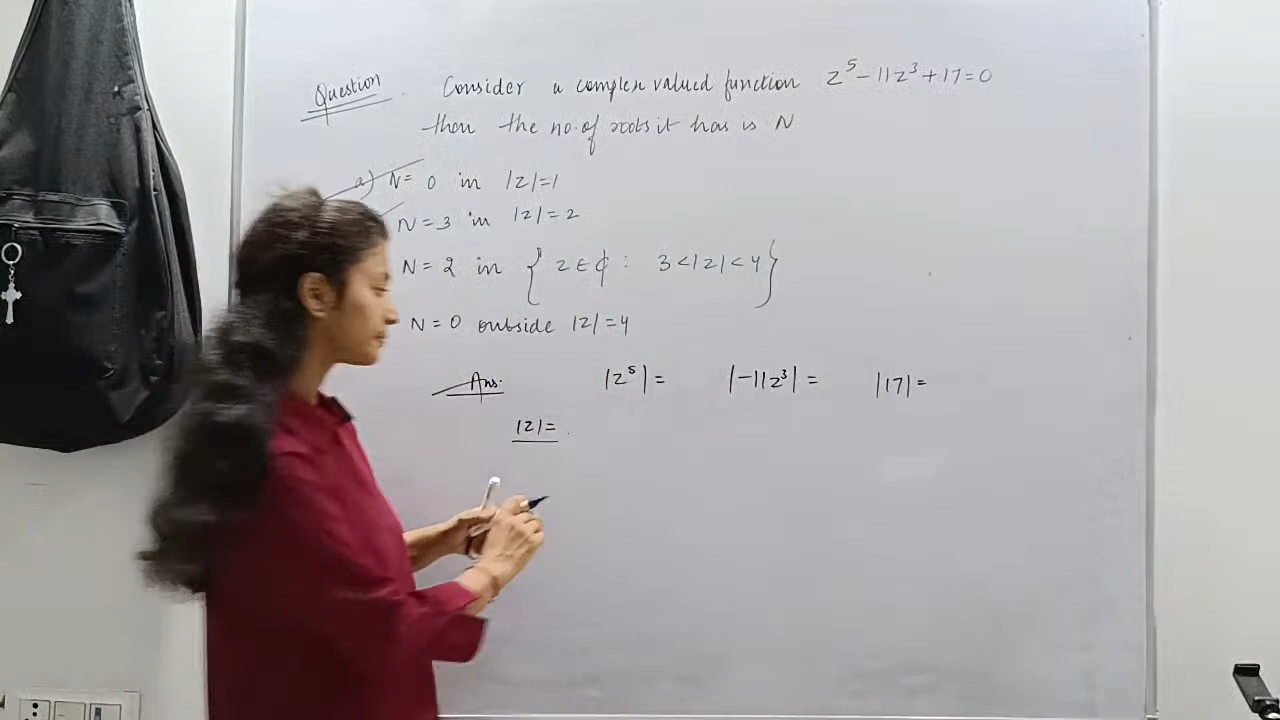 Question. Consider a complex valued function z⁵-11z³+17=0
then the no. of roots it has is N
a) N= 0 in |z|=1
N=3 in |z|=2
N=2 in { z∈ℂ : 3<|z|<4}
N=0 outside |z|=4
Ans. |z⁵|= |-11z³|= |17|=
|z|=